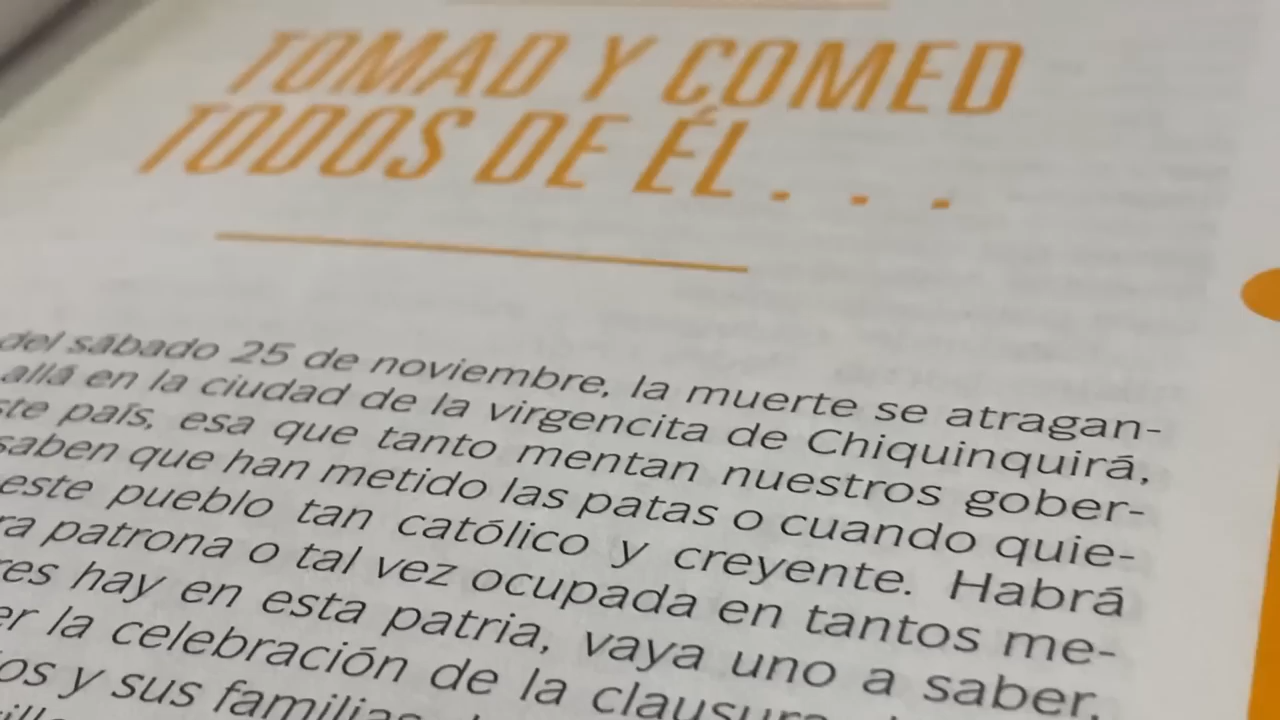 TOMAD Y COMED
TODOS DE ÉL . . .
del sábado 25 de noviembre, la muerte se atragan-
allá en la ciudad de la virgencita de Chiquinquirá,
ste país, esa que tanto mentan nuestros gober-
saben que han metido las patas o cuando quie-
este pueblo tan católico y creyente. Habrá
ra patrona o tal vez ocupada en tantos me-
res hay en esta patria, vaya uno a saber,
er la celebración de la clausura
os y sus familias